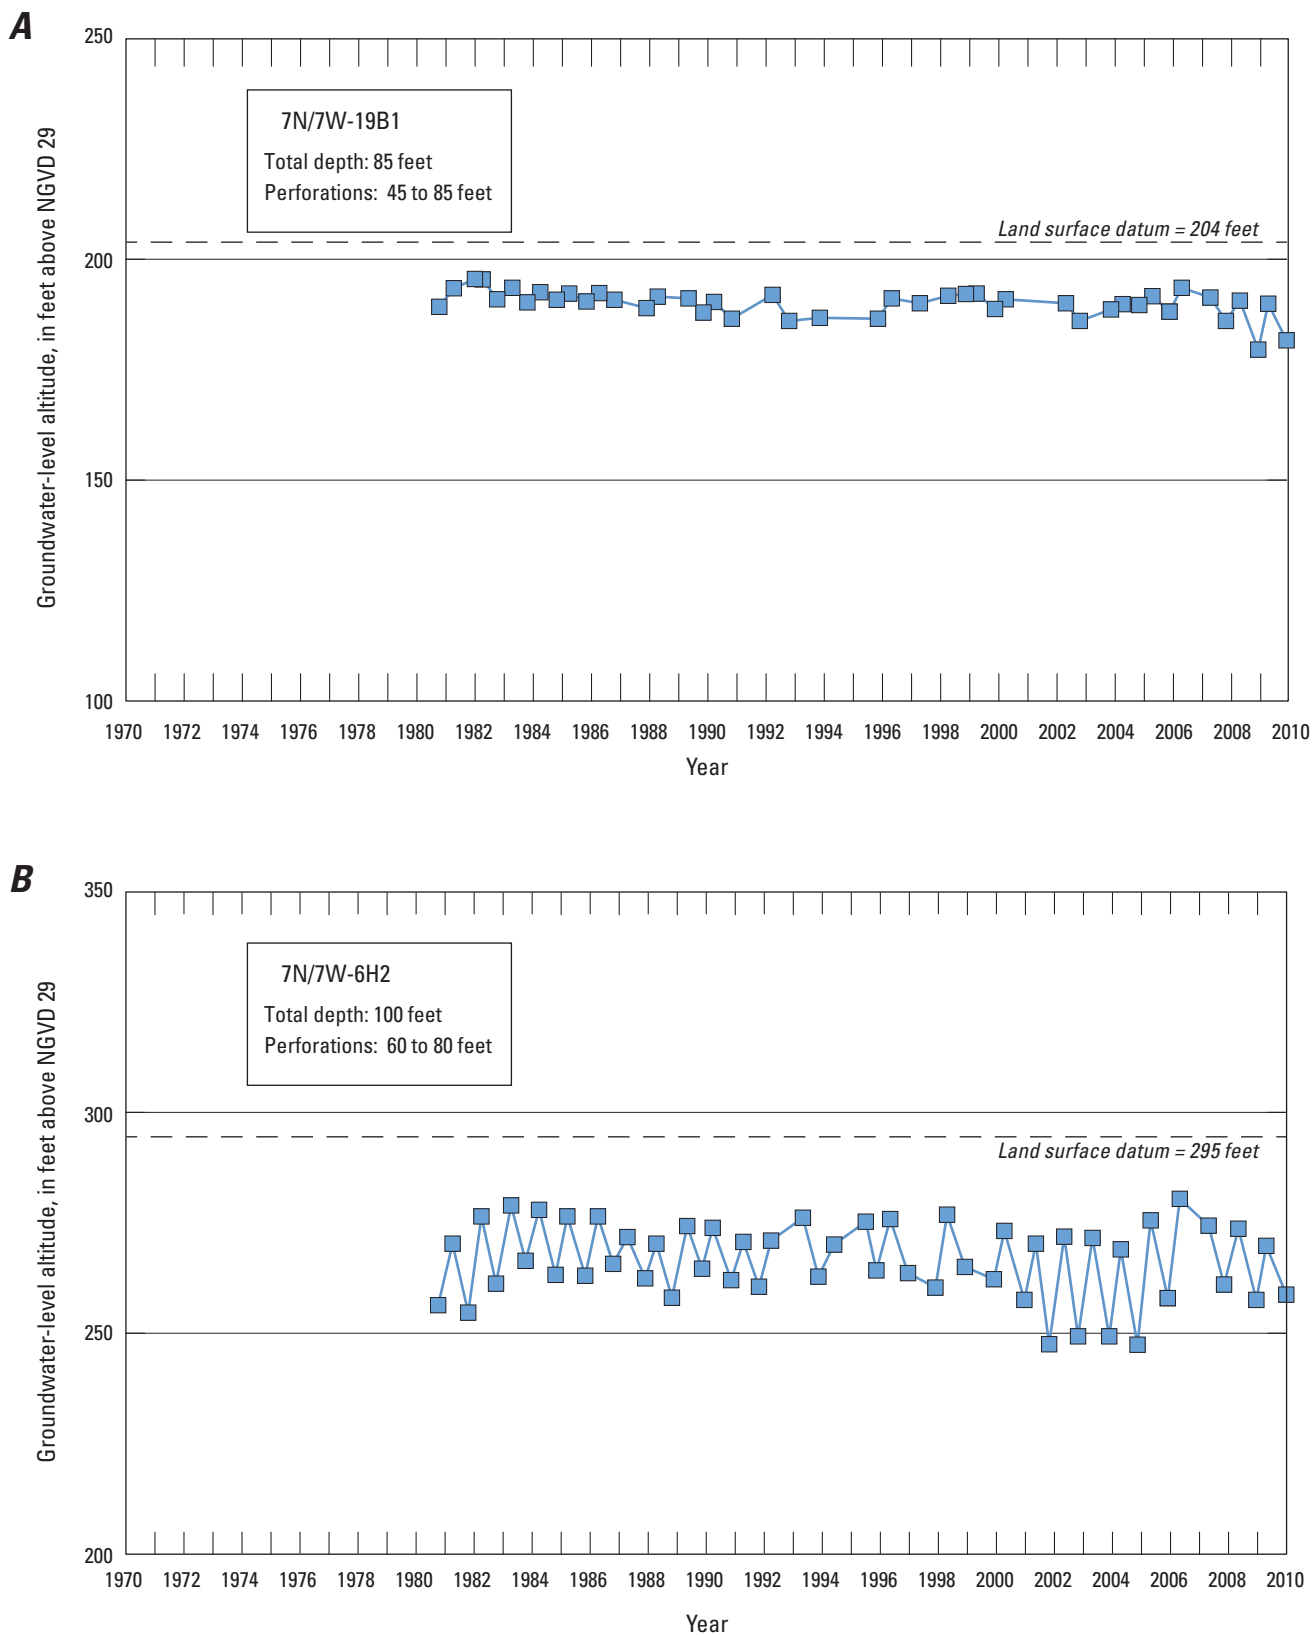 A
250
7N/7W-19B1
Total depth: 85 feet
Perforations: 45 to 85 feet
Land surface datum = 204 feet
200
Groundwater-level altitude, in feet above NGVD 29
150
100
1970 1972 1974 1976 1978 1980 1982 1984 1986 1988 1990 1992 1994 1996 1998 2000 2002 2004 2006 2008 2010
Year
B
350
7N/7W-6H2
Total depth: 100 feet
Perforations: 60 to 80 feet
300
Land surface datum = 295 feet
Groundwater-level altitude, in feet above NGVD 29
250
200
1970 1972 1974 1976 1978 1980 1982 1984 1986 1988 1990 1992 1994 1996 1998 2000 2002 2004 2006 2008 2010
Year